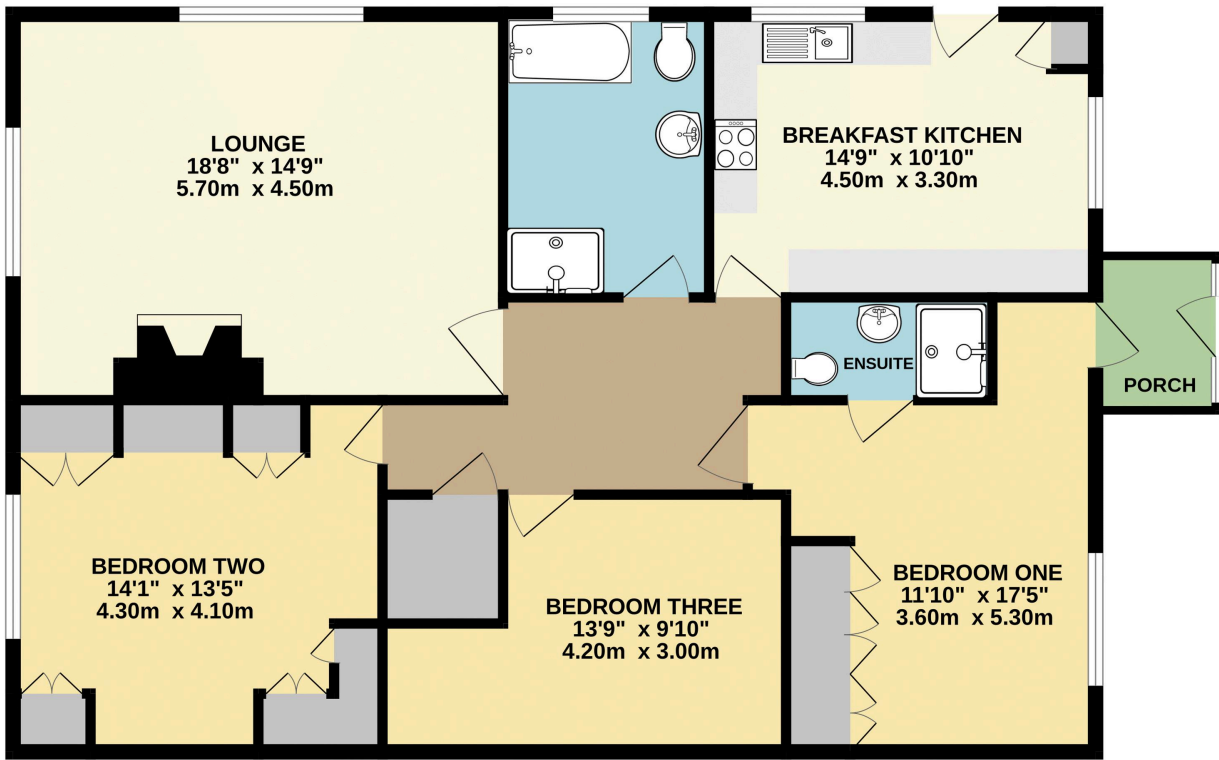 LOUNGE
18'8" x 14'9"
5.70m x 4.50m
BREAKFAST KITCHEN
14'9" x 10'10"
4.50m x 3.30m
ENSUITE
PORCH
BEDROOM TWO
14'1" x 13'5"
4.30m x 4.10m
BEDROOM THREE
13'9" x 9'10"
4.20m x 3.00m
BEDROOM ONE
11'10" x 17'5"
3.60m x 5.30m